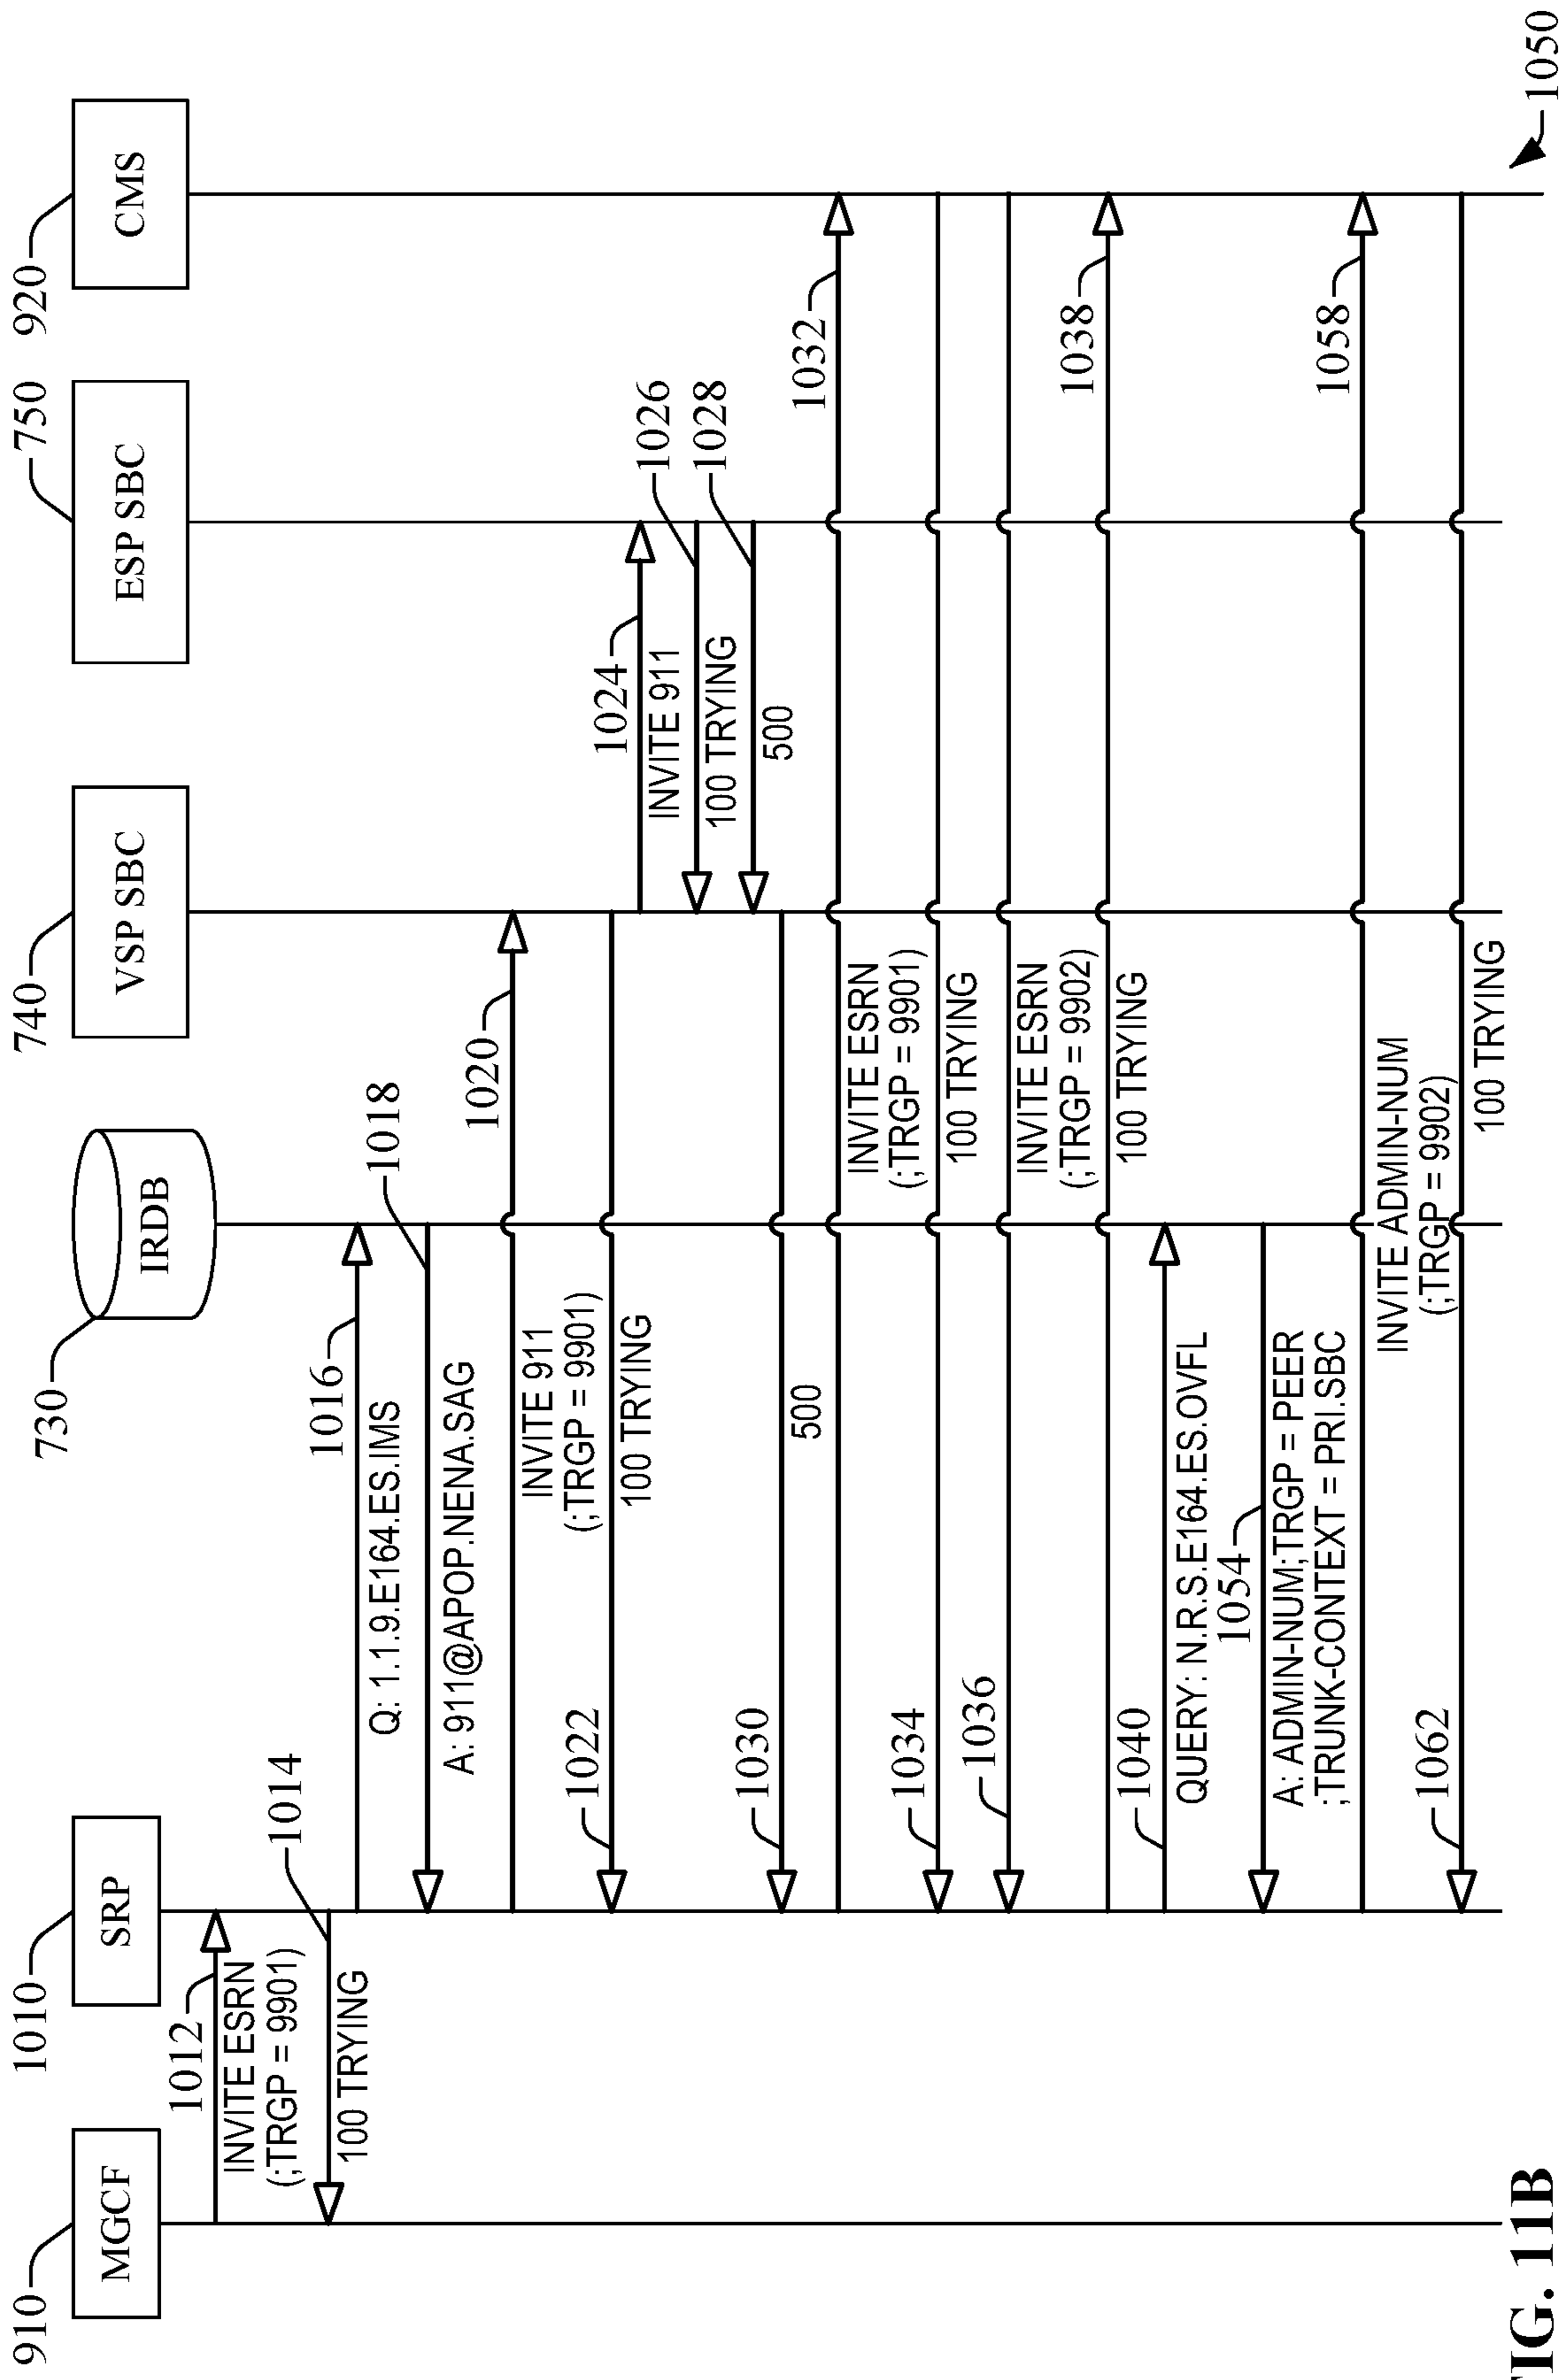 910
MGCF
1010
SRP
730
IRDB
740
VSP SBC
750
ESP SBC
920
CMS
1012
INVITE ESRN
(;TRGP = 9901)
1014
100 TRYING
1016
Q: 1.1.9.E164.ES.IMS
1018
A: 911@APOP.NENA.SAG
1020
INVITE 911
(;TRGP = 9901)
1022
100 TRYING
1024
INVITE 911
1026
100 TRYING
1028
500
1030
500
1032
INVITE ESRN
(;TRGP = 9901)
1034
100 TRYING
1036
INVITE ESRN
(;TRGP = 9902)
1038
100 TRYING
1040
QUERY: N.R.S.E164.ES.OVFL
1054
A: ADMIN-NUM;TRGP = PEER
;TRUNK-CONTEXT = PRI.SBC
1058
INVITE ADMIN-NUM
(;TRGP = 9902)
1062
100 TRYING
1050
FIG. 11B